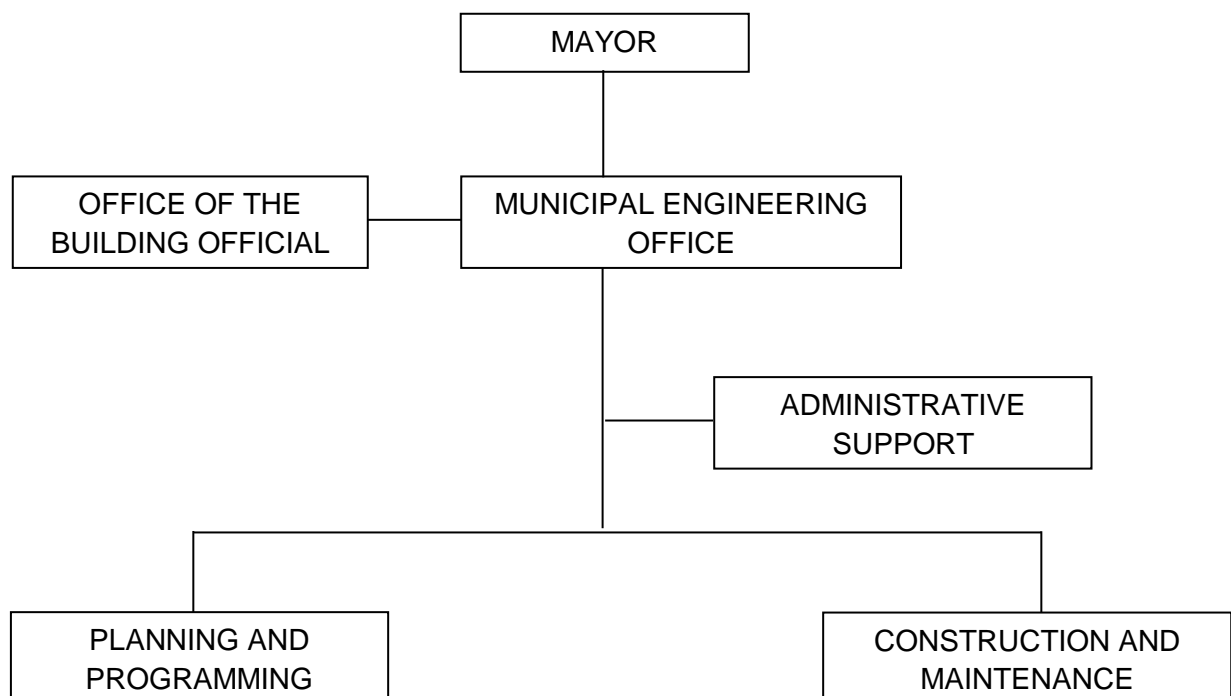 MAYOR
OFFICE OF THE
BUILDING OFFICIAL
MUNICIPAL ENGINEERING
OFFICE
ADMINISTRATIVE
SUPPORT
PLANNING AND
PROGRAMMING
CONSTRUCTION AND
MAINTENANCE